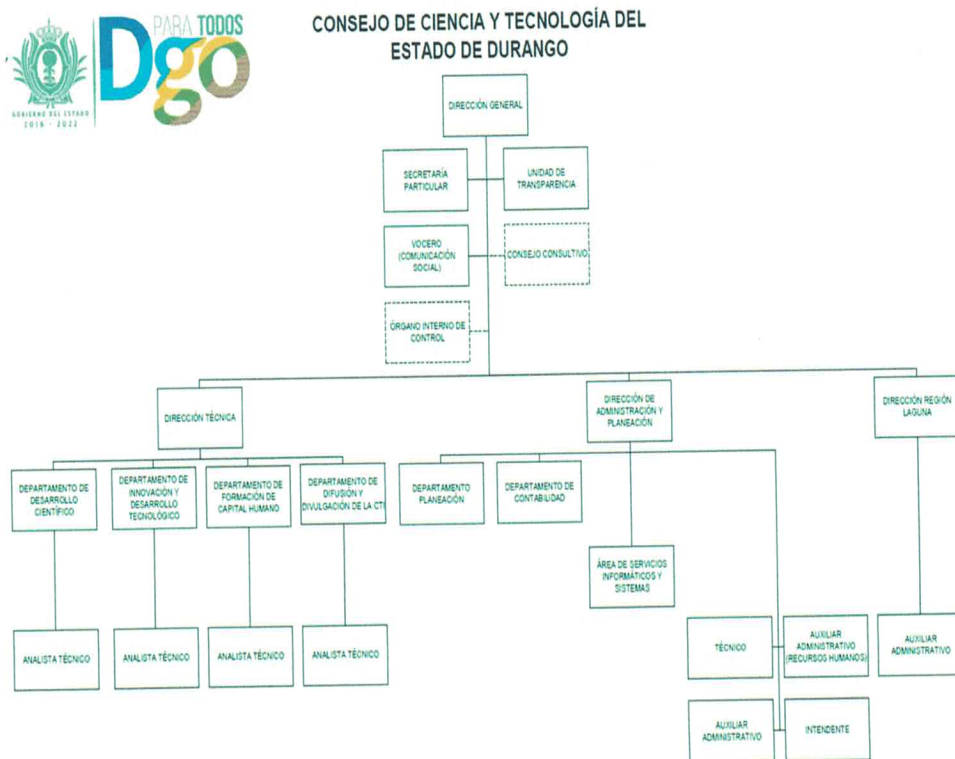 PARA TODOS
Dgo
GOBIERNO DEL ESTADO
2016 - 2022
CONSEJO DE CIENCIA Y TECNOLOGÍA DEL
ESTADO DE DURANGO
DIRECCIÓN GENERAL
SECRETARÍA
PARTICULAR
UNIDAD DE
TRANSPARENCIA
VOCERO
(COMUNICACIÓN
SOCIAL)
CONSEJO CONSULTIVO
ÓRGANO INTERNO DE
CONTROL
DIRECCIÓN TÉCNICA
DIRECCIÓN DE
ADMINISTRACIÓN Y
PLANEACIÓN
DIRECCIÓN REGIÓN
LAGUNA
DEPARTAMENTO DE
DESARROLLO
CIENTÍFICO
DEPARTAMENTO DE
INNOVACIÓN Y
DESARROLLO
TECNOLÓGICO
DEPARTAMENTO DE
FORMACIÓN DE
CAPITAL HUMANO
DEPARTAMENTO DE
DIFUSIÓN Y
DIVULGACIÓN DE LA CTI
DEPARTAMENTO
PLANEACIÓN
DEPARTAMENTO DE
CONTABILIDAD
ÁREA DE SERVICIOS
INFORMÁTICOS Y
SISTEMAS
ANALISTA TÉCNICO
ANALISTA TÉCNICO
ANALISTA TÉCNICO
ANALISTA TÉCNICO
TÉCNICO
AUXILIAR
ADMINISTRATIVO
(RECURSOS HUMANOS)
AUXILIAR
ADMINISTRATIVO
AUXILIAR
ADMINISTRATIVO
INTENDENTE